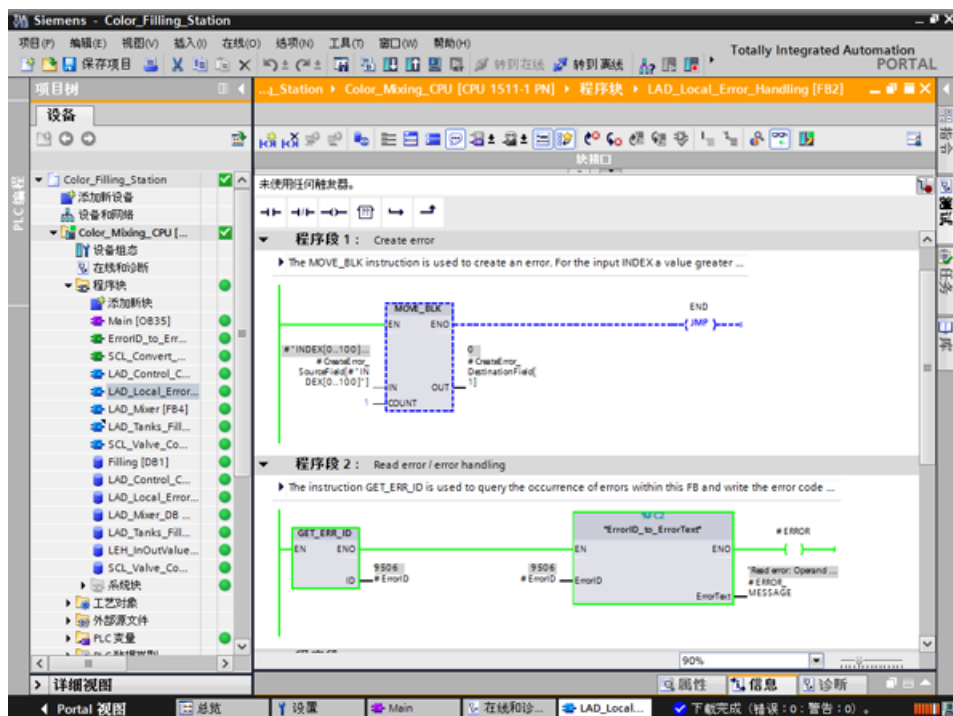 Siemens - Color_Filling_Station
项目(P) 编辑(E) 视图(V) 插入(I) 在线(O) 选项(N) 工具(T) 窗口(W) 帮助(H)
Totally Integrated Automation
PORTAL
保存项目
转到在线
转到离线
项目树
..._Station ▸ Color_Mixing_CPU [CPU 1511-1 PN] ▸ 程序块 ▸ LAD_Local_Error_Handling [FB2]
设备
块接口
PLC 编程
Color_Filling_Station
添加新设备
设备和网络
Color_Mixing_CPU [...
设备组态
在线和诊断
程序块
添加新块
Main [OB35]
ErrorID_to_Err...
SCL_Convert_...
LAD_Control_C...
LAD_Local_Error...
LAD_Mixer [FB4]
LAD_Tanks_Fill...
SCL_Valve_Co...
Filling [DB1]
LAD_Control_C...
LAD_Local_Error...
LAD_Mixer_DB ...
LAD_Tanks_Fill...
LEH_InOutValue...
SCL_Valve_Co...
系统块
工艺对象
外部源文件
PLC 变量
未使用任何触发器。
程序段 1： Create error
The MOVE_BLK instruction is used to create an error. For the input INDEX a value greater ...
MOVE_BLK
EN ENO
END
JMP
#"INDEX[0..100]...
#CreateError_
SourceField[#"IN
DEX[0..100]"]
IN
0
#CreateError_
DestinationField[
1]
OUT
1
COUNT
程序段 2： Read error / error handling
The instruction GET_ERR_ID is used to query the occurrence of errors within this FB and write the error code ...
GET_ERR_ID
EN ENO
ID
9506
#ErrorID
"ErrorID_to_ErrorText"
EN ENO
9506
#ErrorID
ErrorID
ErrorText
#ERROR
"Read error: Operand ...
#ERROR_
MESSAGE
90%
指令
测试
任务
库
详细视图
属性
信息
诊断
Portal 视图
总览
设置
Main
在线和诊...
LAD_Local...
下载完成（错误：0；警告：0）。